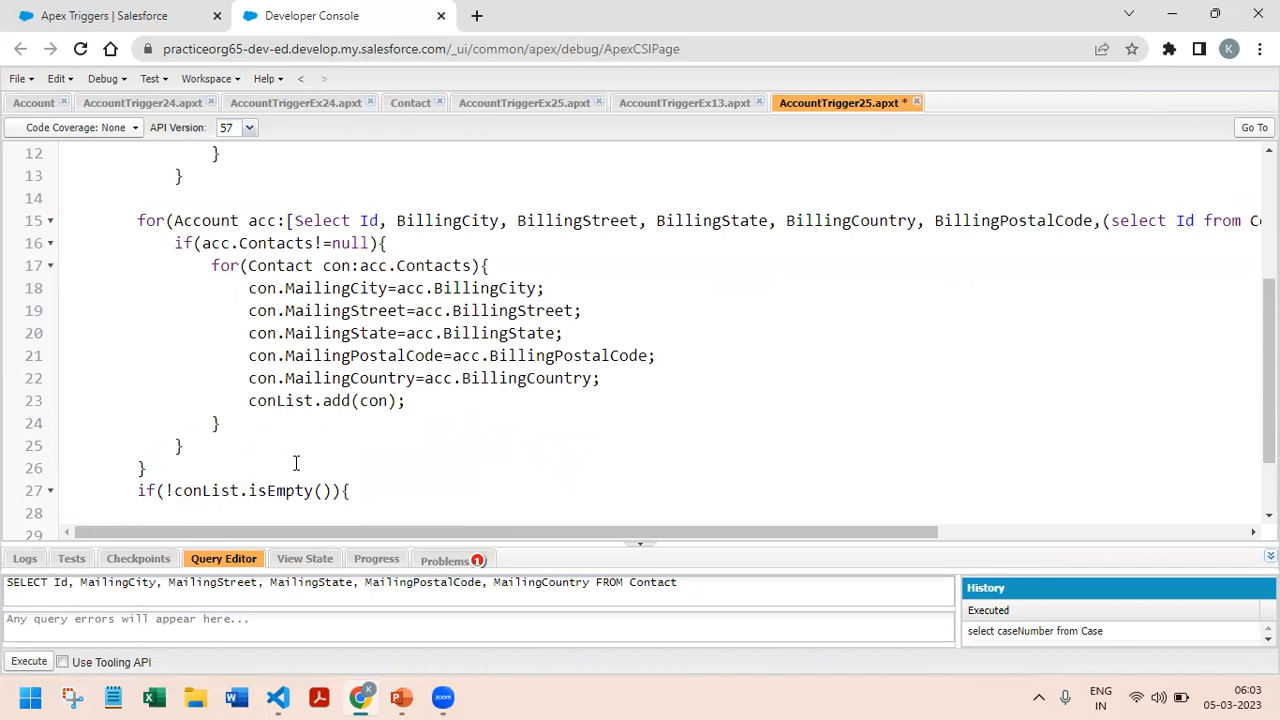 Apex Triggers | Salesforce
Developer Console
practiceorg65-dev-ed.develop.my.salesforce.com/_ui/common/apex/debug/ApexCSIPage
K
File Edit Debug Test Workspace Help < >
Account AccountTrigger24.apxt AccountTriggerEx24.apxt Contact AccountTriggerEx25.apxt AccountTriggerEx13.apxt AccountTrigger25.apxt *
Code Coverage: None API Version: 57 Go To
12 }
13 }
14
15 for(Account acc:[Select Id, BillingCity, BillingStreet, BillingState, BillingCountry, BillingPostalCode,(select Id from Co
16 if(acc.Contacts!=null){
17 for(Contact con:acc.Contacts){
18 con.MailingCity=acc.BillingCity;
19 con.MailingStreet=acc.BillingStreet;
20 con.MailingState=acc.BillingState;
21 con.MailingPostalCode=acc.BillingPostalCode;
22 con.MailingCountry=acc.BillingCountry;
23 conList.add(con);
24 }
25 }
26 }
27 if(!conList.isEmpty()){
28
29
Logs Tests Checkpoints Query Editor View State Progress Problems 1
SELECT Id, MailingCity, MailingStreet, MailingState, MailingPostalCode, MailingCountry FROM Contact
Any query errors will appear here...
History
Executed
select caseNumber from Case
Execute Use Tooling API
ENG
IN
06:03
05-03-2023